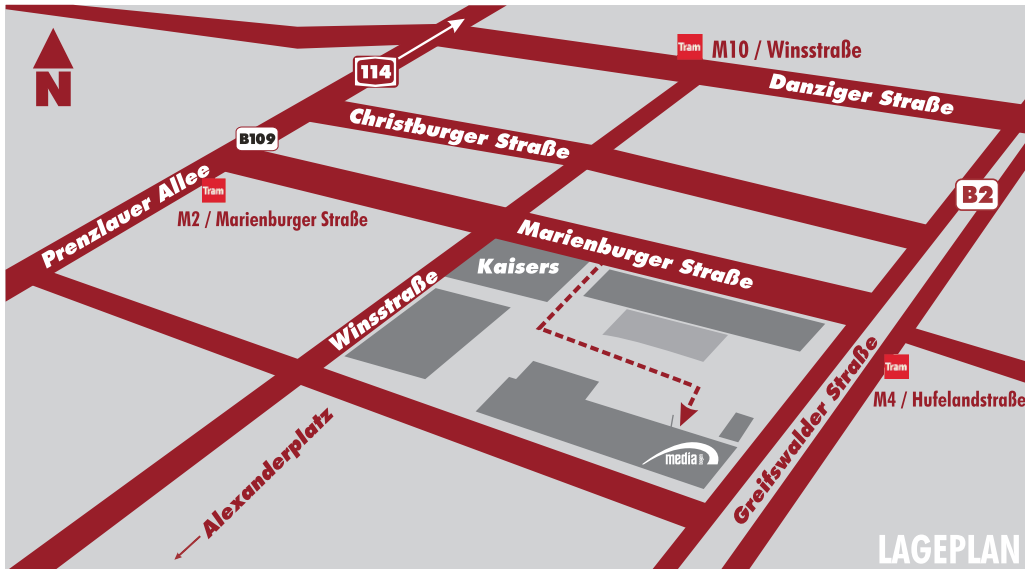 Tram
M10 / Winsstraße
114
Danziger Straße
N
Christburger Straße
B109
Prenzlauer Allee
Tram
M2 / Marienburger Straße
B2
Marienburger Straße
Kaisers
Winsstraße
Tram
M4 / Hufelandstraße
Greifswalder Straße
media
Alexanderplatz
LAGEPLAN